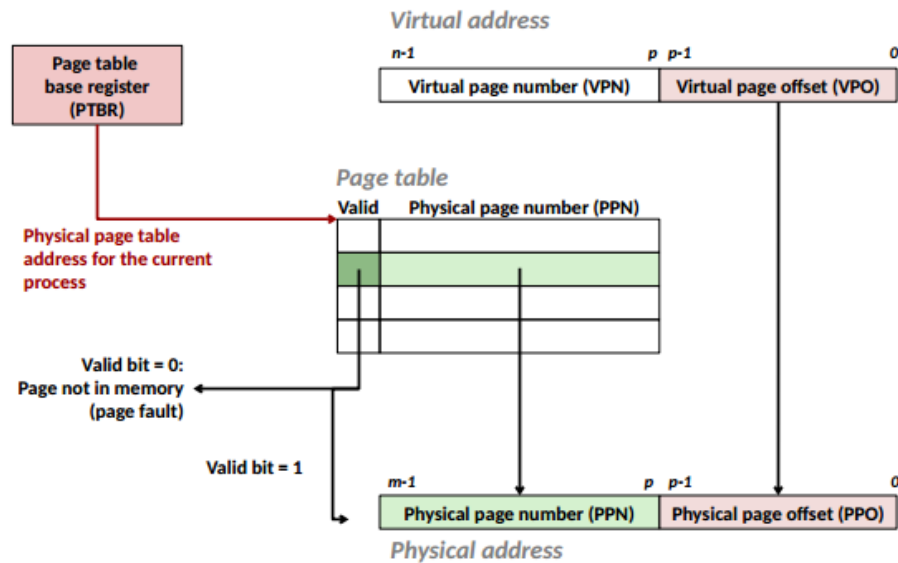 Virtual address
n-1 p p-1 0
Page table
base register
(PTBR)
Virtual page number (VPN) Virtual page offset (VPO)
Page table
Valid Physical page number (PPN)
Physical page table
address for the current
process
Valid bit = 0:
Page not in memory
(page fault)
Valid bit = 1
m-1 p p-1 0
Physical page number (PPN) Physical page offset (PPO)
Physical address